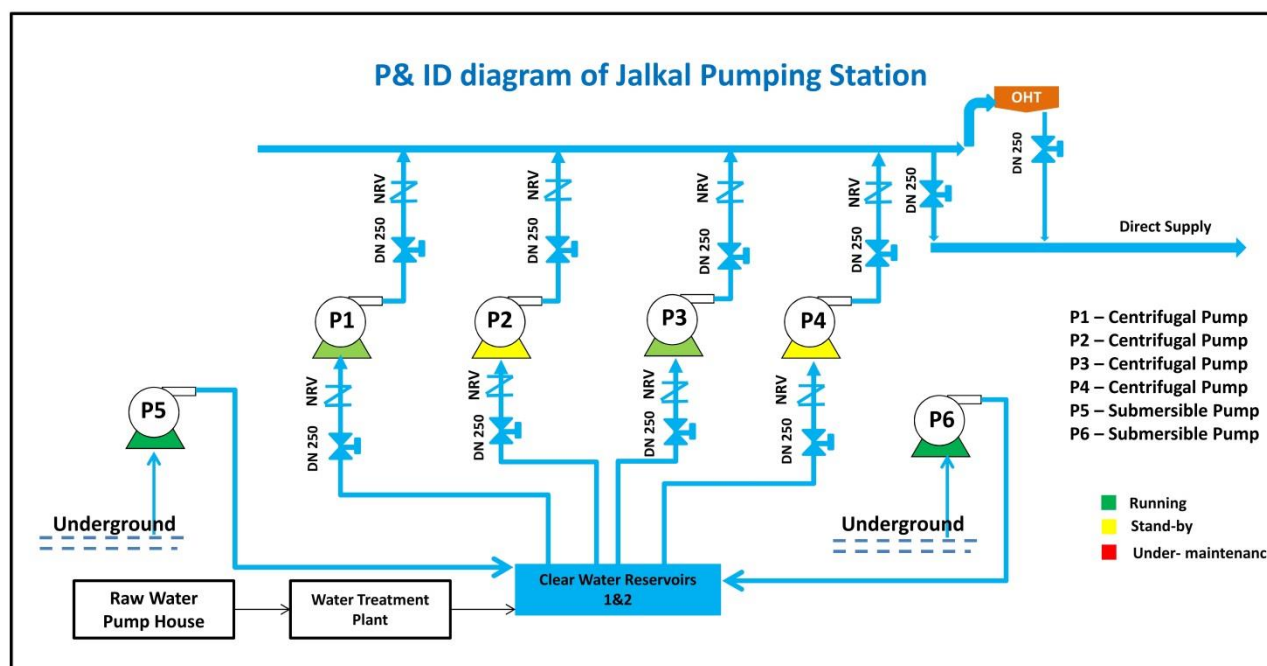 P& ID diagram of Jalkal Pumping Station
OHT
DN 250
DN 250
NRV
NRV
NRV
NRV
DN 250
DN 250
DN 250
DN 250
Direct Supply
P1
P2
P3
P4
P1 – Centrifugal Pump
P2 – Centrifugal Pump
P3 – Centrifugal Pump
P4 – Centrifugal Pump
P5 – Submersible Pump
P6 – Submersible Pump
NRV
NRV
NRV
NRV
P5
P6
DN 250
DN 250
DN 250
DN 250
Running
Stand-by
Under- maintenance
Underground
Underground
Clear Water Reservoirs
1&2
Raw Water
Pump House
Water Treatment
Plant